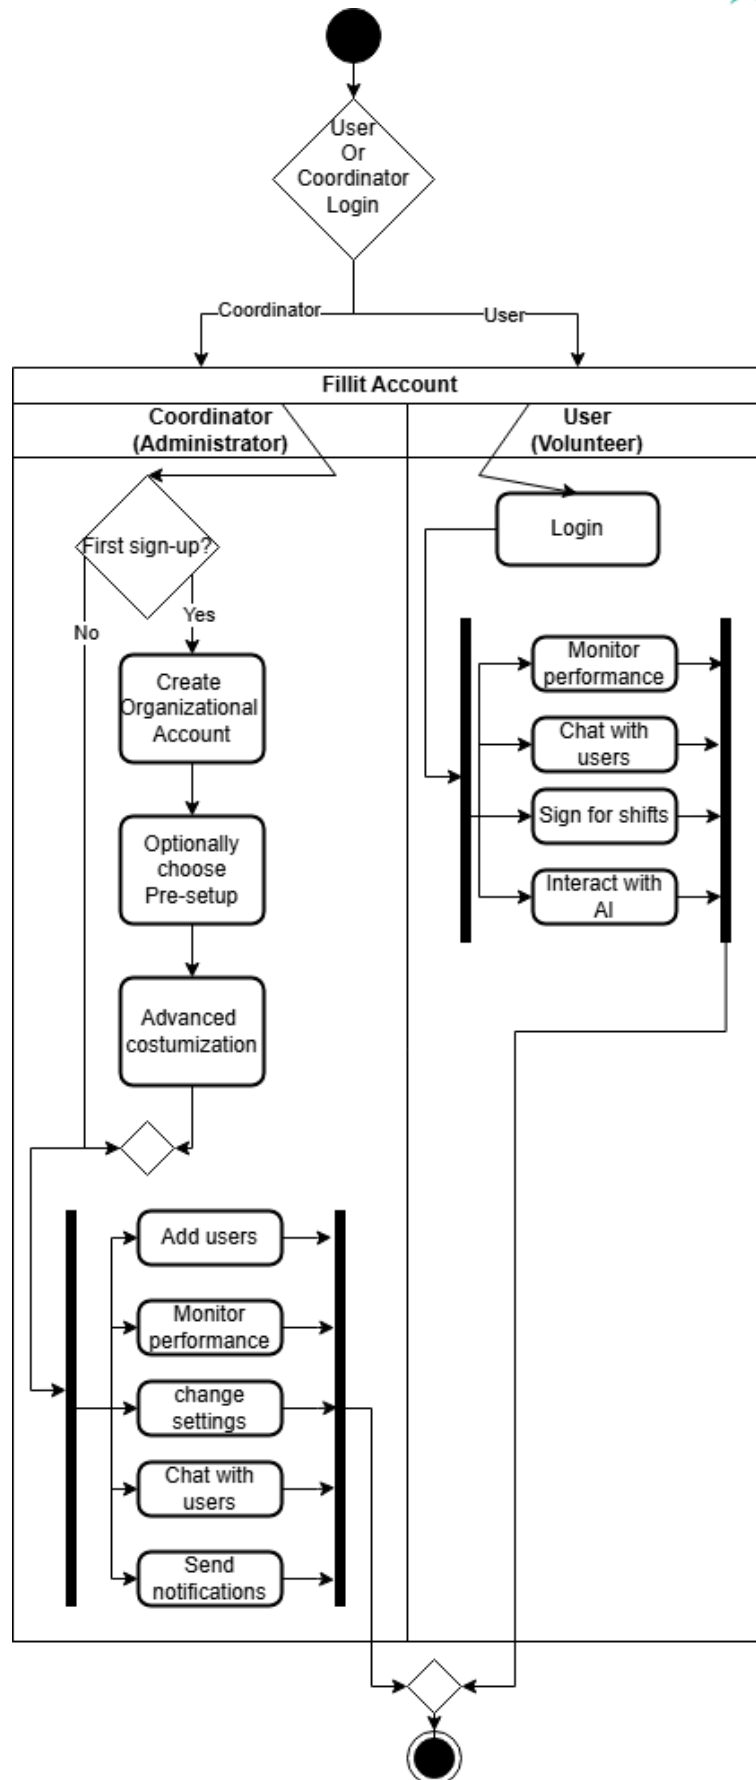 User
Or
Coordinator
Login
Coordinator
User
Fillit Account
Coordinator
(Administrator)
User
(Volunteer)
First sign-up?
Login
No
Yes
Create
Organizational
Account
Optionally
choose
Pre-setup
Advanced
costumization
Monitor
performance
Chat with
users
Sign for shifts
Interact with
AI
Add users
Monitor
performance
change
settings
Chat with
users
Send
notifications